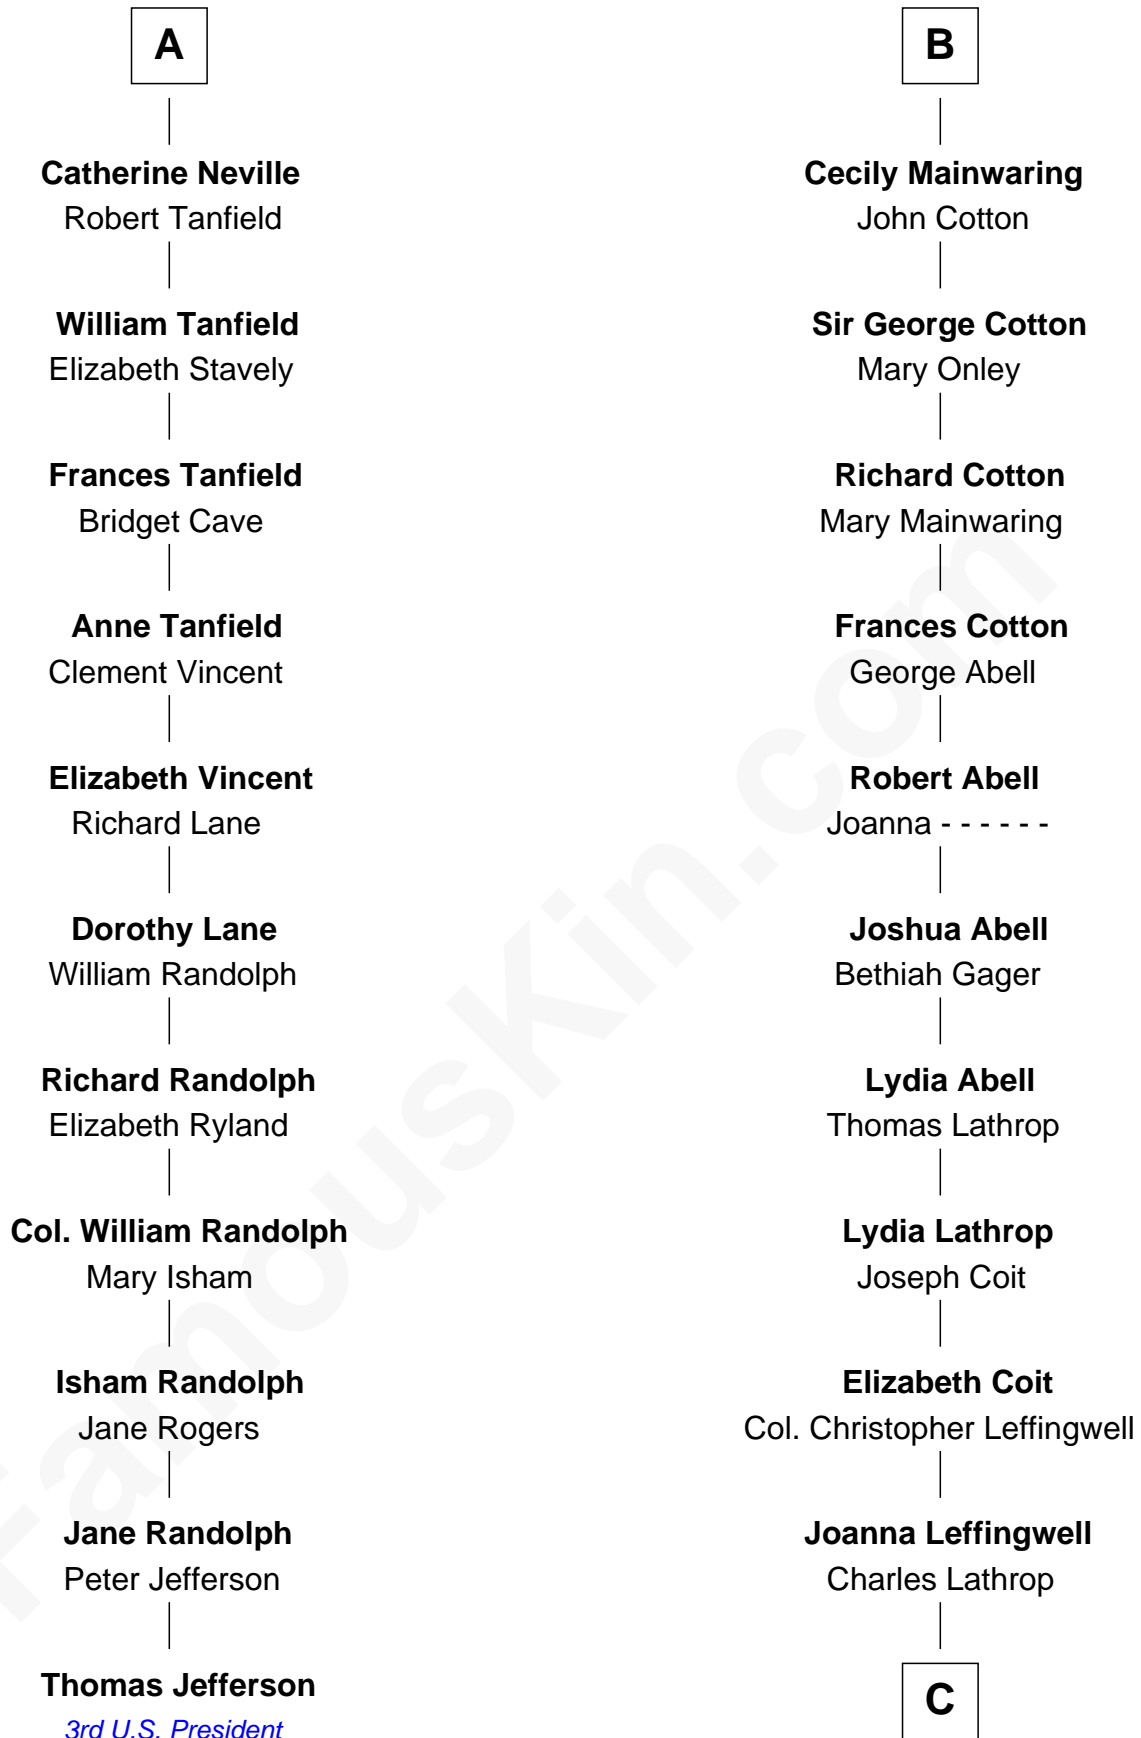 A
Catherine Neville
Robert Tanfield
William Tanfield
Elizabeth Stavely
Frances Tanfield
Bridget Cave
Anne Tanfield
Clement Vincent
Elizabeth Vincent
Richard Lane
Dorothy Lane
William Randolph
Richard Randolph
Elizabeth Ryland
Col. William Randolph
Mary Isham
Isham Randolph
Jane Rogers
Jane Randolph
Peter Jefferson
Thomas Jefferson
3rd U.S. President
B
Cecily Mainwaring
John Cotton
Sir George Cotton
Mary Onley
Richard Cotton
Mary Mainwaring
Frances Cotton
George Abell
Robert Abell
Joanna - - - - - -
Joshua Abell
Bethiah Gager
Lydia Abell
Thomas Lathrop
Lydia Lathrop
Joseph Coit
Elizabeth Coit
Col. Christopher Leffingwell
Joanna Leffingwell
Charles Lathrop
C
FamousKin.com